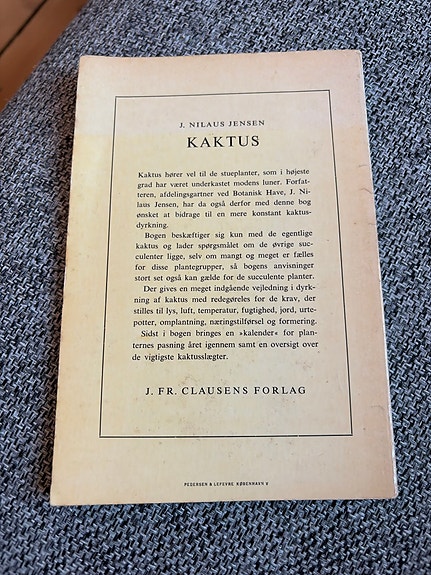 J. NILAUS JENSEN
KAKTUS
Kaktus hører vel til de stueplanter, som i højeste
grad har været underkastet modens luner. Forfat-
teren, afdelingsgartner ved Botanisk Have, J. Ni-
laus Jensen, har da også derfor med denne bog
ønsket at bidrage til en mere konstant kaktus-
dyrkning.
Bogen beskæftiger sig kun med de egentlige
kaktus og lader spørgsmålet om de øvrige suc-
culenter ligge, selv om mangt og meget er fælles
for disse plantegrupper, så bogens anvisninger
stort set også kan gælde for de succulente planter.
Der gives en meget indgående vejledning i dyrk-
ning af kaktus med redegøreles for de krav, der
stilles til lys, luft, temperatur, fugtighed, jord, urte-
potter, omplantning, næringstilførsel og formering.
Sidst i bogen bringes en »kalender« for plan-
ternes pasning året igennem samt en oversigt over
de vigtigste kaktusslægter.
J. FR. CLAUSENS FORLAG
PEDERSEN & LEFEVRE KØBENHAVN V